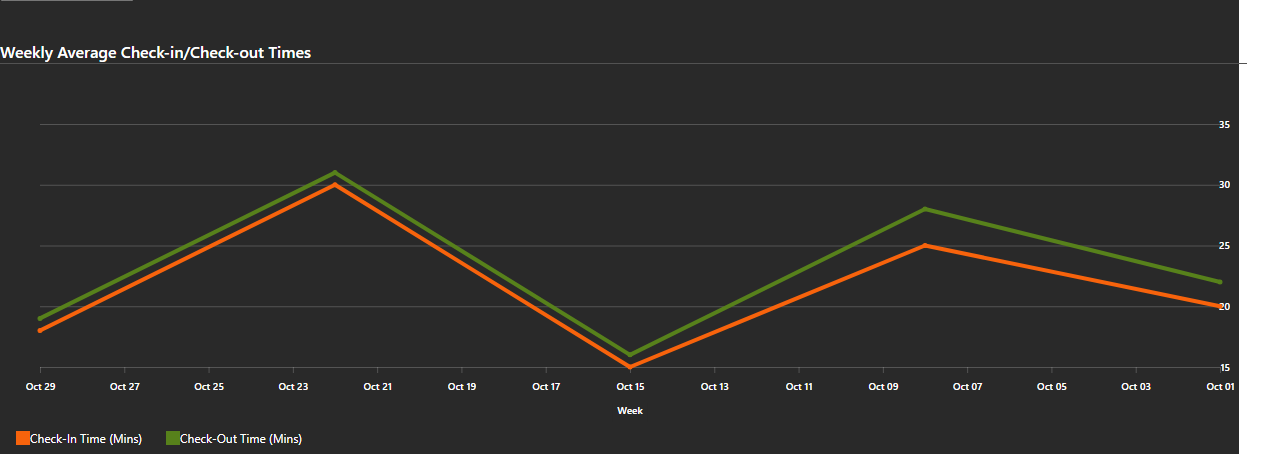 Weekly Average Check-in/Check-out Times
35
30
25
20
15
Oct 29 Oct 27 Oct 25 Oct 23 Oct 21 Oct 19 Oct 17 Oct 15 Oct 13 Oct 11 Oct 09 Oct 07 Oct 05 Oct 03 Oct 01
Week
Check-In Time (Mins) Check-Out Time (Mins)